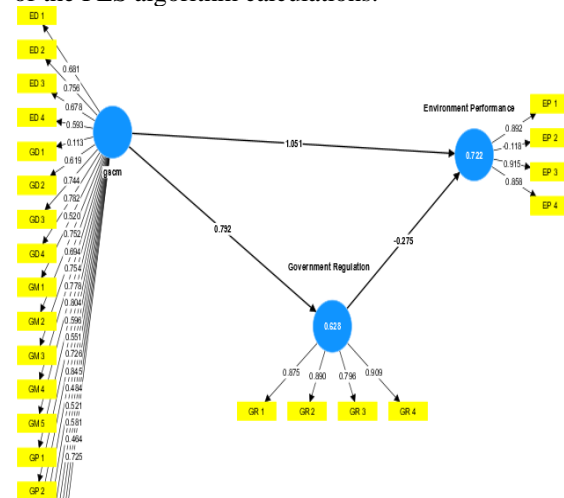 of the PLS algorithm calculations.
ED 1
ED 2
ED 3
ED 4
GD 1
GD 2
GD 3
GD 4
GM 1
GM 2
GM 3
GM 4
GM 5
GP 1
GP 2
0.681
0.756
0.678
0.593
0.113
0.619
0.744
0.782
0.520
0.752
0.694
0.754
0.778
0.804
0.596
0.551
0.726
0.845
0.484
0.521
0.581
0.464
0.725
gscm
1.051
0.792
Environment Performance
0.722
0.892
-0.118
0.915
0.858
EP 1
EP 2
EP 3
EP 4
-0.275
Government Regulation
0.628
0.875
0.890
0.796
0.909
GR 1
GR 2
GR 3
GR 4